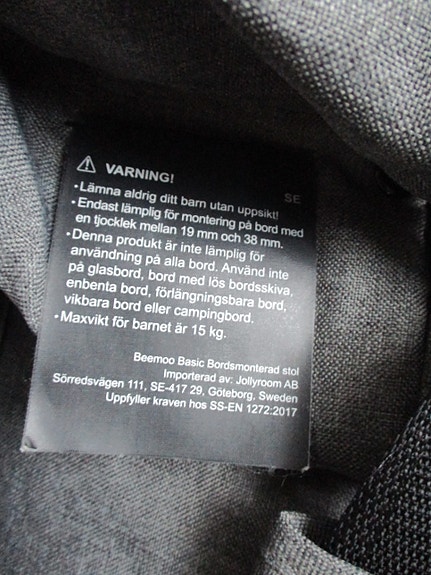 ⚠ VARNING!
SE
•Lämna aldrig ditt barn utan uppsikt!
•Endast lämplig för montering på bord med
en tjocklek mellan 19 mm och 38 mm.
•Denna produkt är inte lämplig för
användning på alla bord. Använd inte
på glasbord, bord med lös bordsskiva,
enbenta bord, förlängningsbara bord,
vikbara bord eller campingbord.
•Maxvikt för barnet är 15 kg.
Beemoo Basic Bordsmonterad stol
Importerad av: Jollyroom AB
Sörredsvägen 111, SE-417 29, Göteborg, Sweden
Uppfyller kraven hos SS-EN 1272:2017